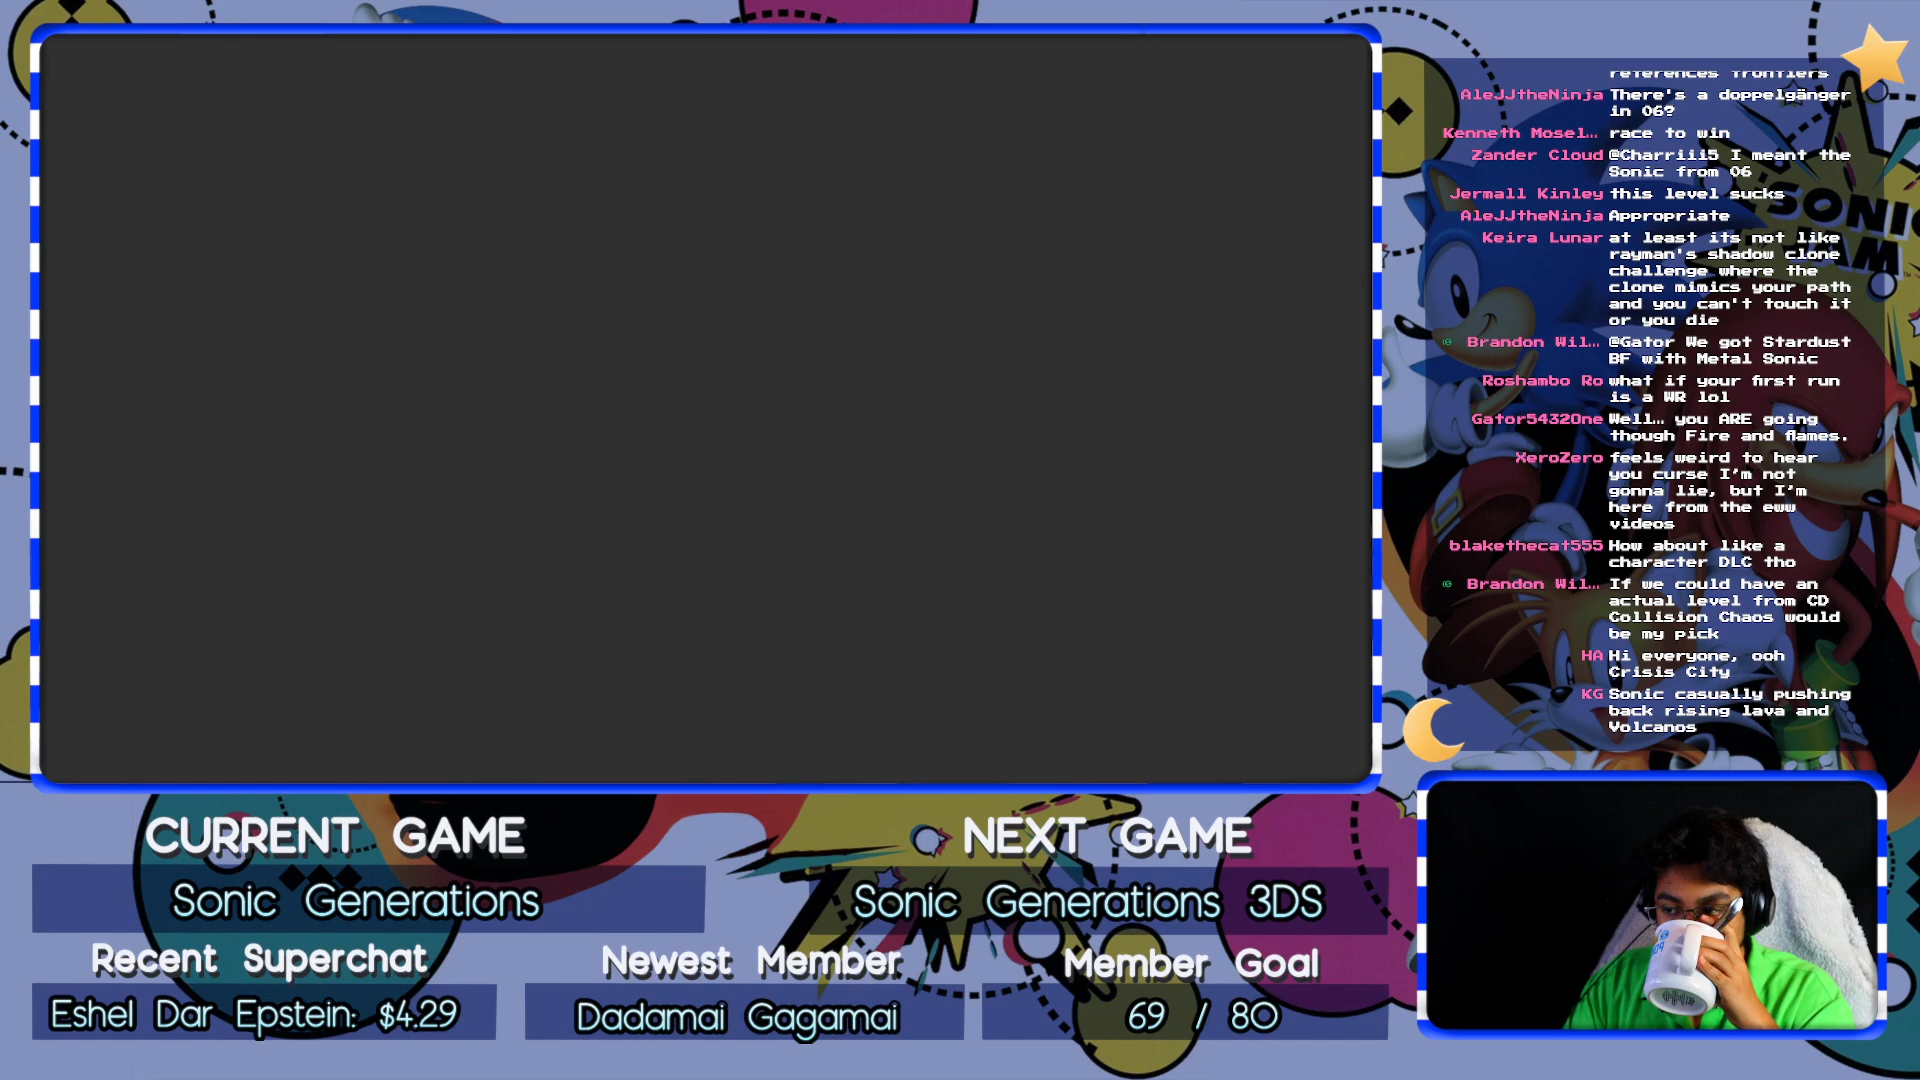 references frontiers
AleJJtheNinja There's a doppelgänger
in 06?
Kenneth Mosel… race to win
Zander Cloud @Charriii5 I meant the
Sonic from 06
Jermall Kinley this level sucks
AleJJtheNinja Appropriate
Keira Lunar at least its not like
rayman's shadow clone
challenge where the
clone mimics your path
and you can't touch it
or you die
Brandon Wil… @Gator We got Stardust
BF with Metal Sonic
Roshambo Ro what if your first run
is a WR lol
Gator5432One Well… you ARE going
though Fire and flames.
XeroZero feels weird to hear
you curse I'm not
gonna lie, but I'm
here from the eww
videos
blakethecat555 How about like a
character DLC tho
Brandon Wil… If we could have an
actual level from CD
Collision Chaos would
be my pick
HA Hi everyone, ooh
Crisis City
KG Sonic casually pushing
back rising lava and
Volcanos
SONIC
JAM
CURRENT GAME
Sonic Generations
NEXT GAME
Sonic Generations 3DS
Recent Superchat
Eshel Dar Epstein: $4.29
Newest Member
Dadamai Gagamai
Member Goal
69 / 80